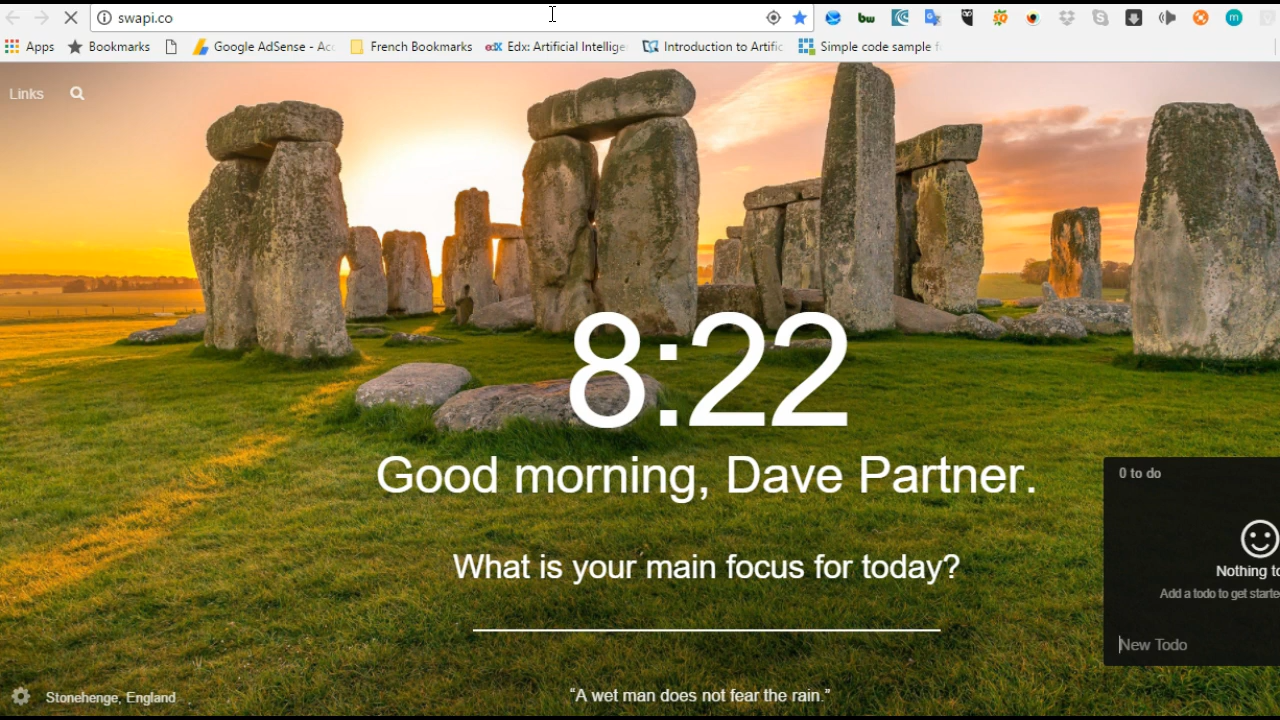 swapi.co
Apps Bookmarks Google AdSense - Acc French Bookmarks edX Edx: Artificial Intellige Introduction to Artific Simple code sample f
Links
8:22
Good morning, Dave Partner.
What is your main focus for today?
0 to do
Nothing to
Add a todo to get starte
New Todo
Stonehenge, England
“A wet man does not fear the rain.”